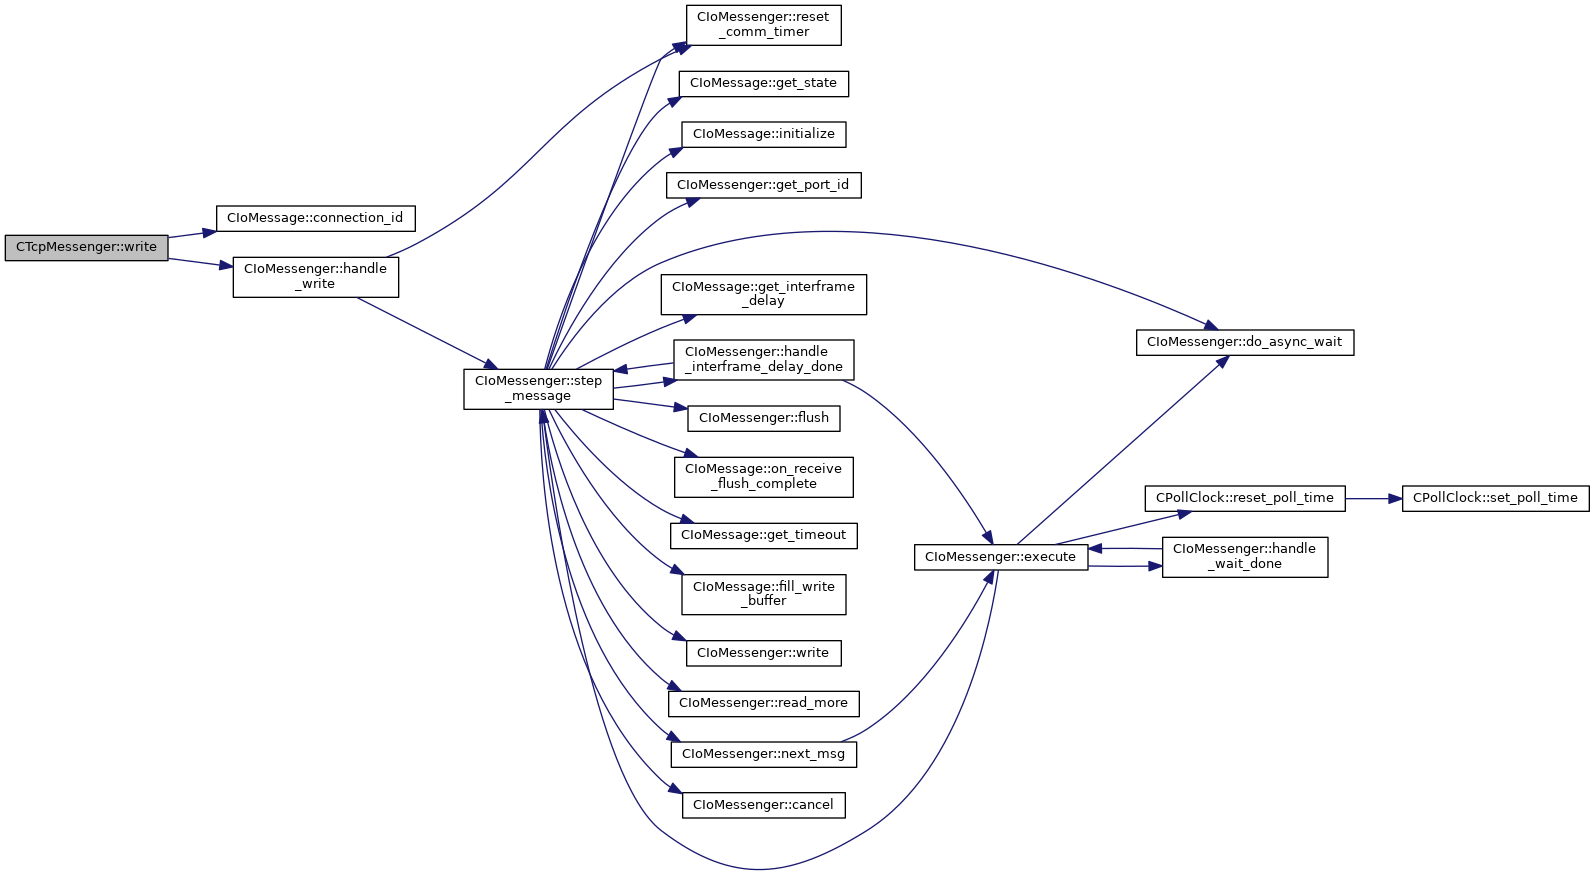 CTcpMessenger::write
CIoMessage::connection_id
CIoMessenger::handle
_write
CIoMessenger::step
_message
CIoMessenger::reset
_comm_timer
CIoMessage::get_state
CIoMessage::initialize
CIoMessenger::get_port_id
CIoMessage::get_interframe
_delay
CIoMessenger::handle
_interframe_delay_done
CIoMessenger::flush
CIoMessage::on_receive
_flush_complete
CIoMessage::get_timeout
CIoMessage::fill_write
_buffer
CIoMessenger::write
CIoMessenger::read_more
CIoMessenger::next_msg
CIoMessenger::cancel
CIoMessenger::execute
CIoMessenger::do_async_wait
CPollClock::reset_poll_time
CIoMessenger::handle
_wait_done
CPollClock::set_poll_time